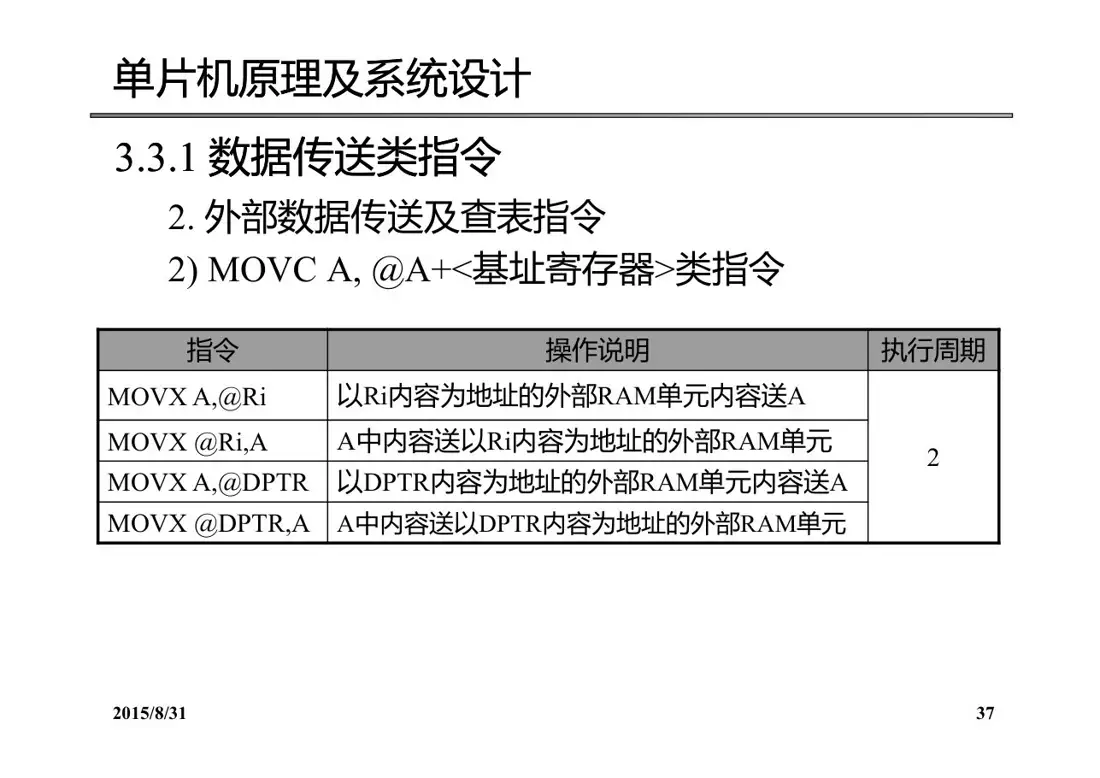 单片机原理及系统设计
3.3.1 数据传送类指令
2. 外部数据传送及查表指令
2) MOVC A, @A+<基址寄存器>类指令
指令 操作说明 执行周期
MOVX A,@Ri 以Ri内容为地址的外部RAM单元内容送A
MOVX @Ri,A A中内容送以Ri内容为地址的外部RAM单元
2
MOVX A,@DPTR 以DPTR内容为地址的外部RAM单元内容送A
MOVX @DPTR,A A中内容送以DPTR内容为地址的外部RAM单元
2015/8/31 37